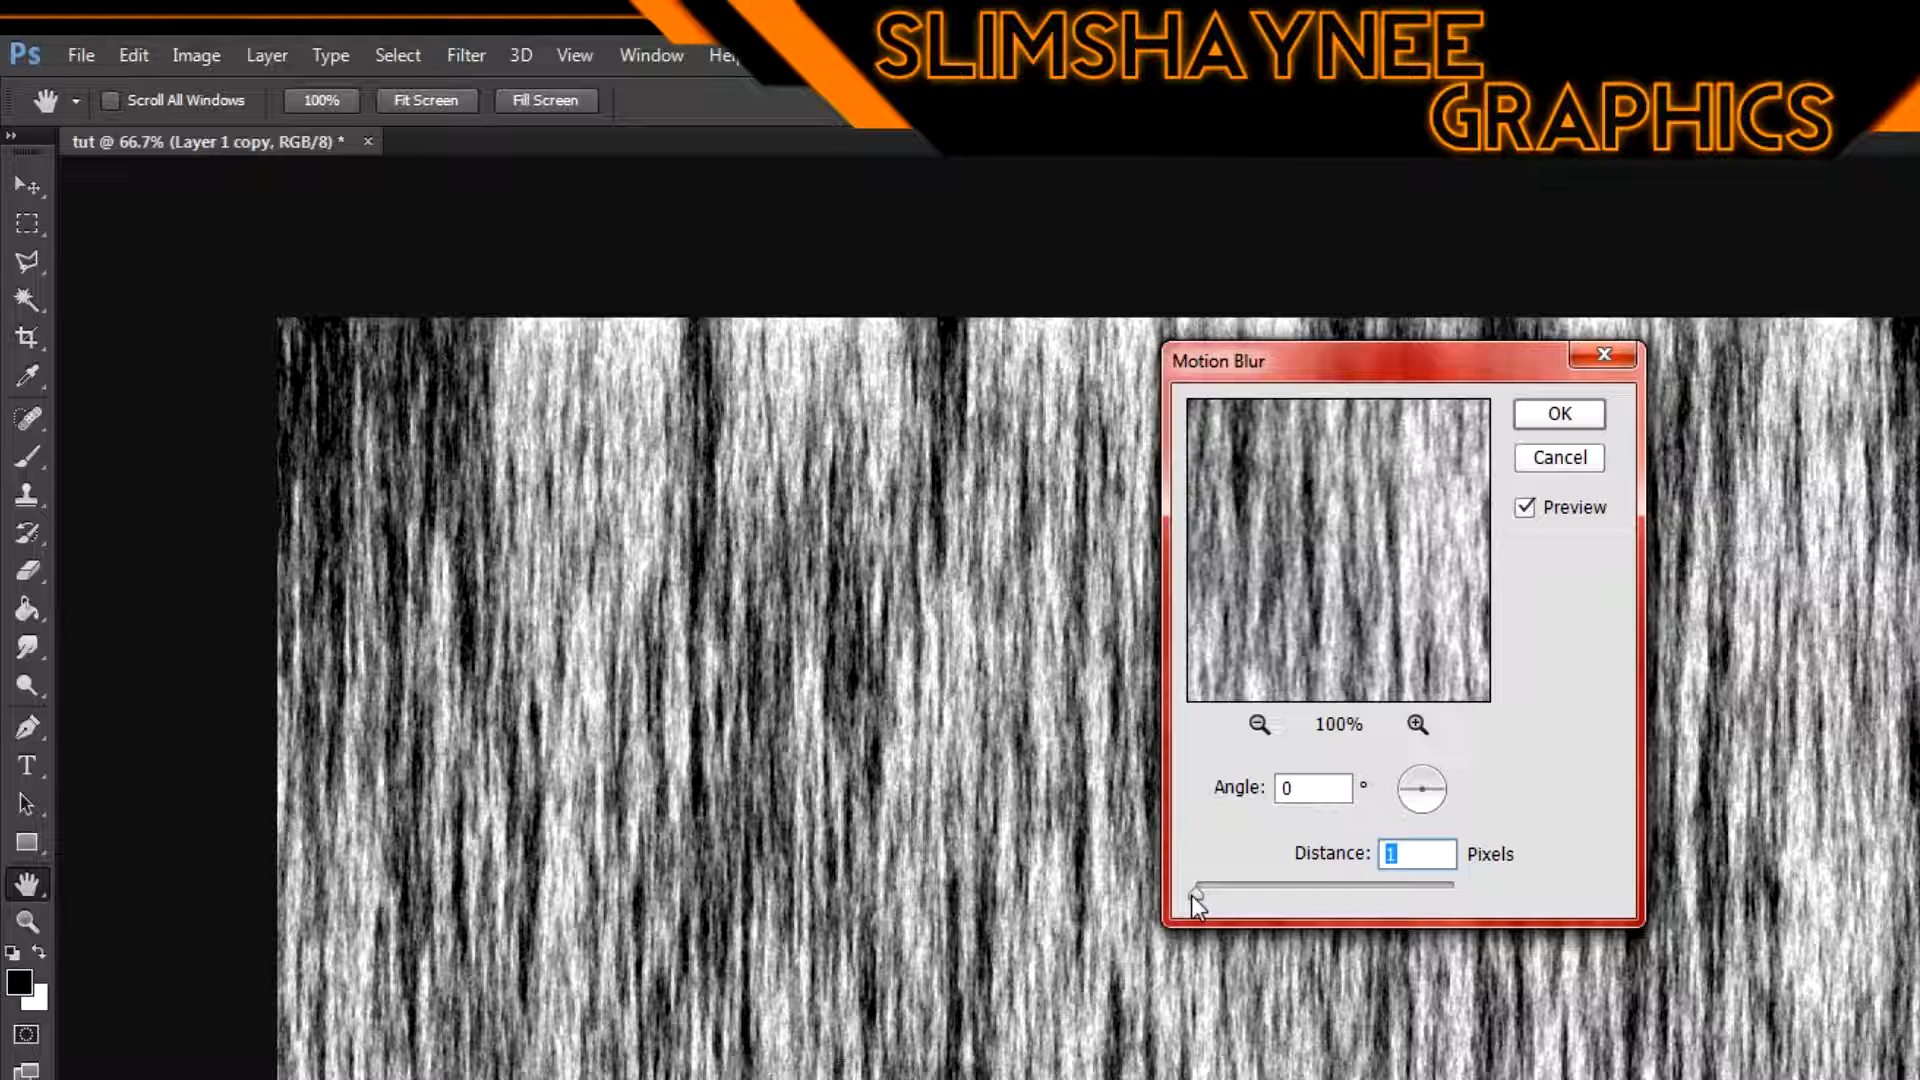 SLIMSHAYNEE
GRAPHICS
Ps File Edit Image Layer Type Select Filter 3D View Window
Scroll All Windows 100% Fit Screen Fill Screen
tut @ 66.7% (Layer 1 copy, RGB/8) * ×
Motion Blur
OK
Cancel
Preview
100%
Angle: 0 °
Distance: 1 Pixels